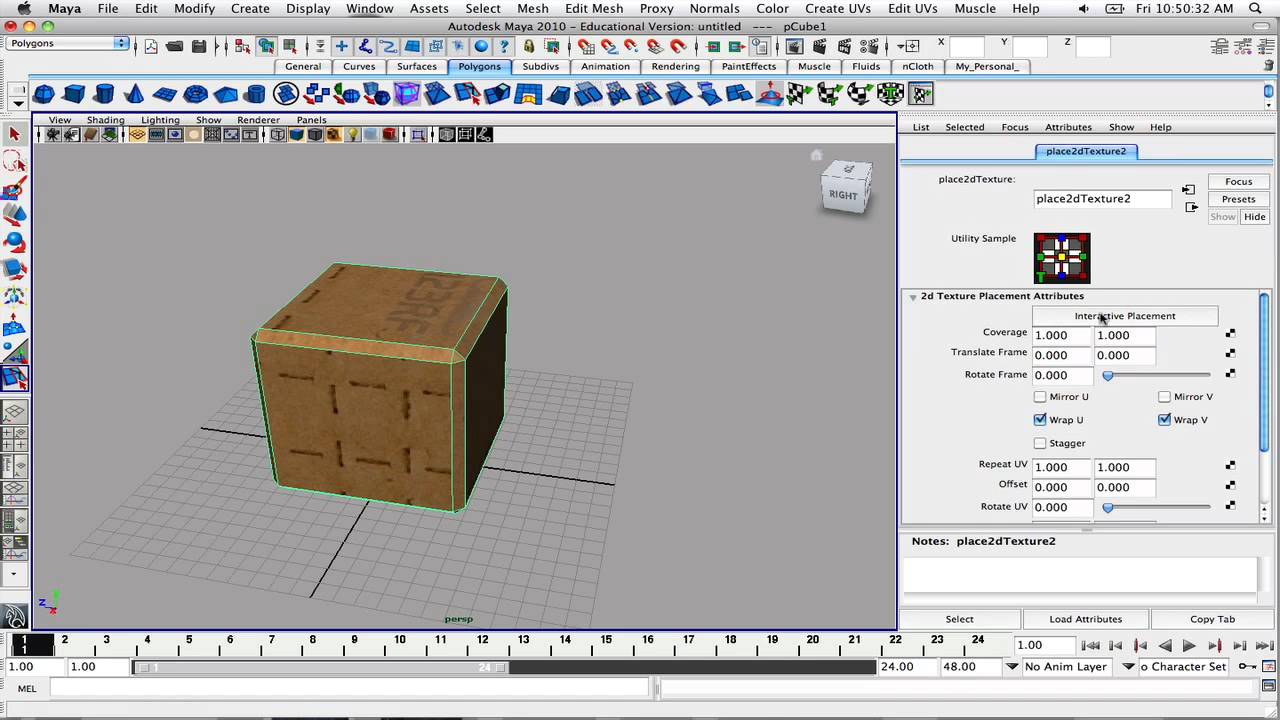 Maya File Edit Modify Create Display Window Assets Select Mesh Edit Mesh Proxy Normals Color Create UVs Edit UVs Muscle Help Fri 10:50:32 AM
Autodesk Maya 2010 - Educational Version: untitled --- pCube1
Polygons X Y Z
General Curves Surfaces Polygons Subdivs Animation Rendering PaintEffects Muscle Fluids nCloth My_Personal_
View Shading Lighting Show Renderer Panels
List Selected Focus Attributes Show Help
place2dTexture2
place2dTexture: Focus
place2dTexture2 Presets
Show Hide
Utility Sample
RIGHT
23RF
2d Texture Placement Attributes
Interactive Placement
Coverage 1.000 1.000
Translate Frame 0.000 0.000
Rotate Frame 0.000
Mirror U Mirror V
Wrap U Wrap V
Stagger
Repeat UV 1.000 1.000
Offset 0.000 0.000
Rotate UV 0.000
Notes: place2dTexture2
z y x
persp
Select Load Attributes Copy Tab
1 2 3 4 5 6 7 8 9 10 11 12 13 14 15 16 17 18 19 20 21 22 23 24 1.00
1
1.00 1.00 1 24 24.00 48.00 No Anim Layer o Character Set
MEL